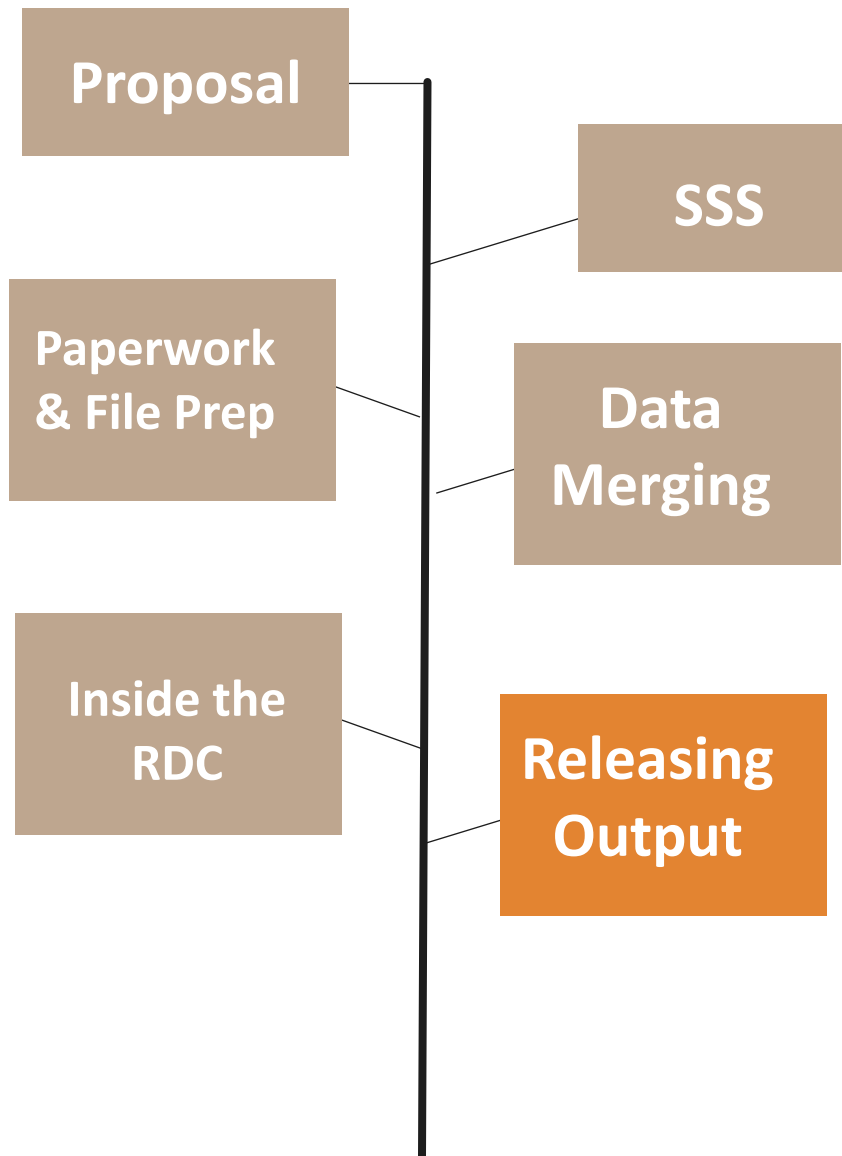 Proposal
SSS
Paperwork
& File Prep
Data
Merging
Inside the
RDC
Releasing
Output